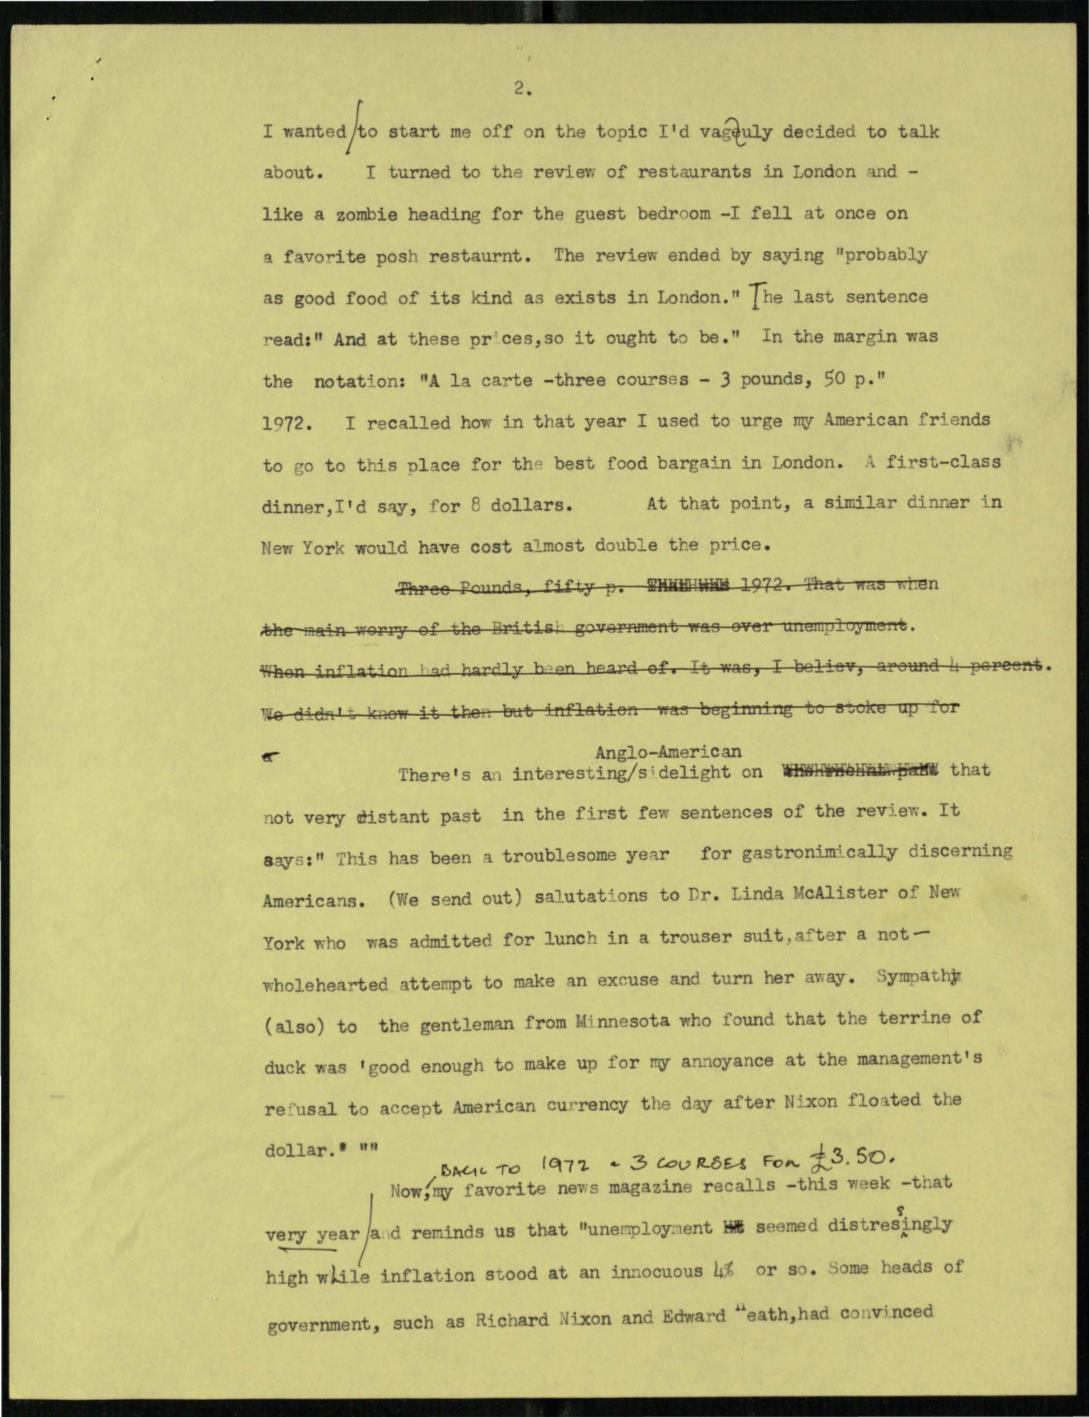 2.
I wanted/to start me off on the topic I'd vaguly decided to talk
about. I turned to the review of restaurants in London and -
like a zombie heading for the guest bedroom -I fell at once on
a favorite posh restaurnt. The review ended by saying "probably
as good food of its kind as exists in London." The last sentence
read:" And at these prices,so it ought to be." In the margin was
the notation: "A la carte -three courses - 3 pounds, 50 p."
1972. I recalled how in that year I used to urge my American friends
to go to this place for the best food bargain in London. A first-class
dinner,I'd say, for 8 dollars. At that point, a similar dinner in
New York would have cost almost double the price.
Three Pounds, fifty p. 1972. That was when
the main worry of the British government was over unemployment.
When inflation had hardly been heard of. It was, I believ, around 4 percent.
We didn't know it then but inflation was beginning to stoke up for
a
Anglo-American
There's an interesting/sidelight on that
not very distant past in the first few sentences of the review. It
says:" This has been a troublesome year for gastronimically discerning
Americans. (We send out) salutations to Dr. Linda McAlister of New
York who was admitted for lunch in a trouser suit,after a not-
wholehearted attempt to make an excuse and turn her away. Sympathy
(also) to the gentleman from Minnesota who found that the terrine of
duck was 'good enough to make up for my annoyance at the management's
refusal to accept American currency the day after Nixon floated the
dollar.' ""
BACK TO 1972 - 3 COURSES FOR £3.50.
Now, my favorite news magazine recalls -this week -that
very year/and reminds us that "unemployment seemed distressingly
high while inflation stood at an innocuous 4% or so. Some heads of
government, such as Richard Nixon and Edward Heath,had convinced